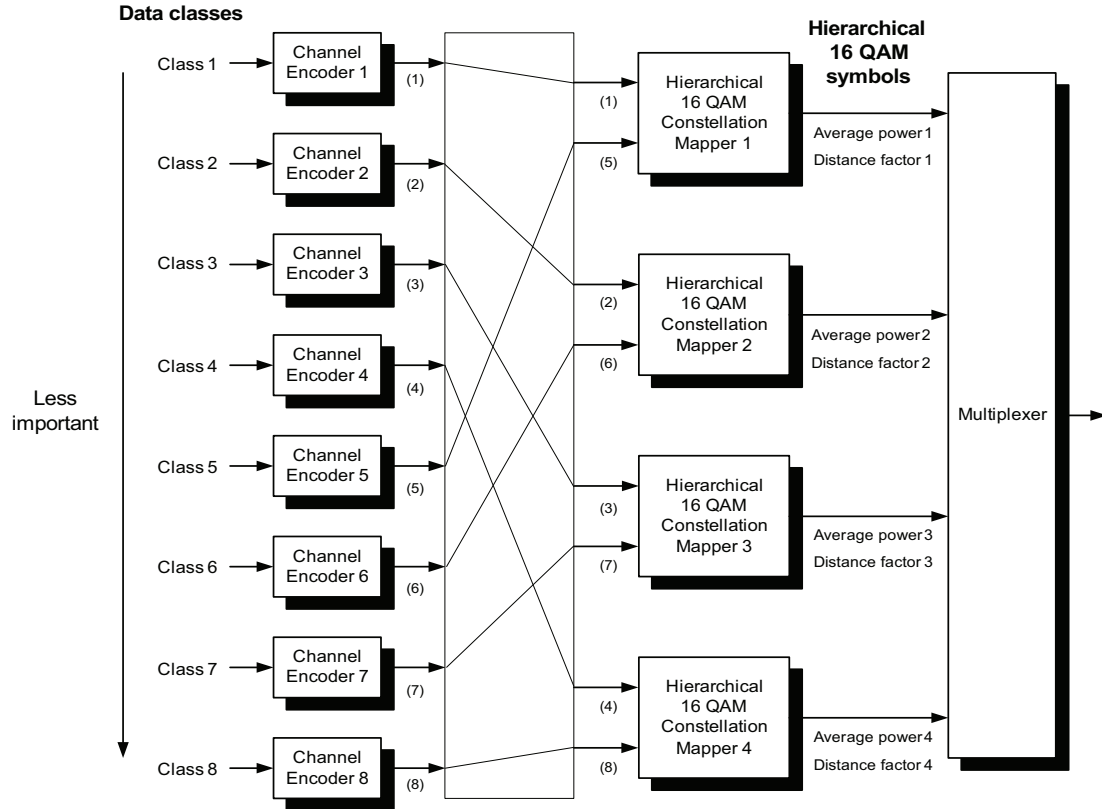 Data classes
Class 1
Channel
Encoder 1
(1)
Class 2
Channel
Encoder 2
(2)
Class 3
Channel
Encoder 3
(3)
Class 4
Channel
Encoder 4
(4)
Class 5
Channel
Encoder 5
(5)
Class 6
Channel
Encoder 6
(6)
Class 7
Channel
Encoder 7
(7)
Class 8
Channel
Encoder 8
(8)
Less
important
(1)
(5)
Hierarchical
16 QAM
Constellation
Mapper 1
(2)
(6)
Hierarchical
16 QAM
Constellation
Mapper 2
(3)
(7)
Hierarchical
16 QAM
Constellation
Mapper 3
(4)
(8)
Hierarchical
16 QAM
Constellation
Mapper 4
Hierarchical
16 QAM
symbols
Average power 1
Distance factor 1
Average power 2
Distance factor 2
Average power 3
Distance factor 3
Average power 4
Distance factor 4
Multiplexer